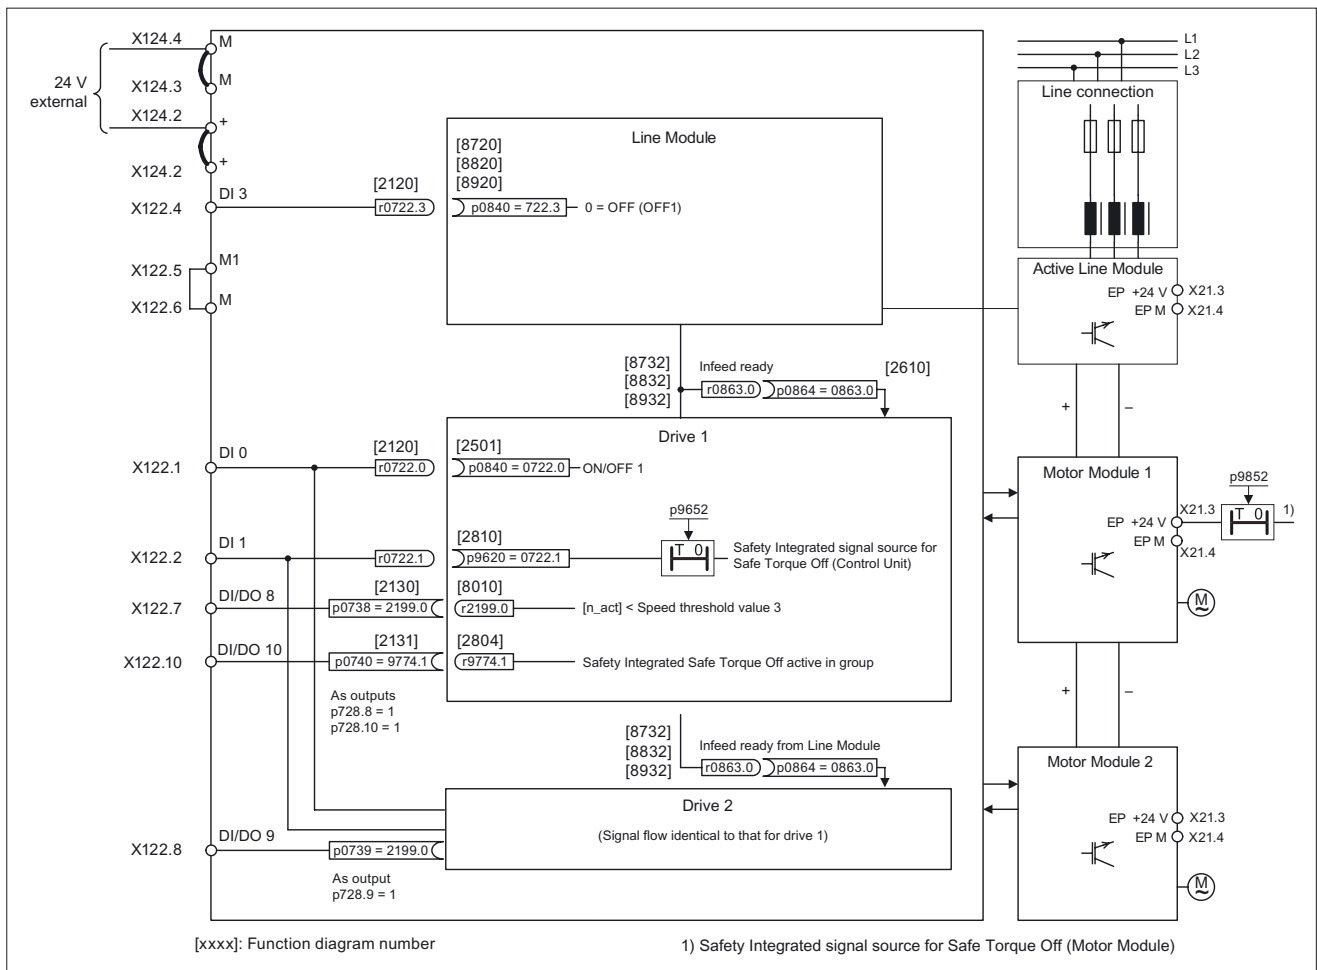 X124.4
M
24 V
external
X124.3
M
X124.2
+
X124.2
+
X122.4
DI 3
[2120]
r0722.3
Line Module
[8720]
[8820]
[8920]
p0840 = 722.3
0 = OFF (OFF1)
X122.5
M1
X122.6
M
L1
L2
L3
Line connection
Active Line Module
EP +24 V
X21.3
EP M
X21.4
[8732]
[8832]
[8932]
Infeed ready
r0863.0
p0864 = 0863.0
[2610]
+
–
Drive 1
X122.1
DI 0
[2120]
r0722.0
[2501]
p0840 = 0722.0
ON/OFF 1
X122.2
DI 1
r0722.1
[2810]
p9620 = 0722.1
p9652
T 0
Safety Integrated signal source for
Safe Torque Off (Control Unit)
X122.7
DI/DO 8
[2130]
p0738 = 2199.0
[8010]
r2199.0
[n_act] < Speed threshold value 3
X122.10
DI/DO 10
[2131]
p0740 = 9774.1
[2804]
r9774.1
Safety Integrated Safe Torque Off active in group
As outputs
p728.8 = 1
p728.10 = 1
Motor Module 1
EP +24 V
X21.3
EP M
X21.4
p9852
T 0
1)
M
~
+
–
[8732]
[8832]
[8932]
Infeed ready from Line Module
r0863.0
p0864 = 0863.0
Drive 2
(Signal flow identical to that for drive 1)
X122.8
DI/DO 9
p0739 = 2199.0
As output
p728.9 = 1
Motor Module 2
EP +24 V
X21.3
EP M
X21.4
M
~
[xxxx]: Function diagram number
1) Safety Integrated signal source for Safe Torque Off (Motor Module)